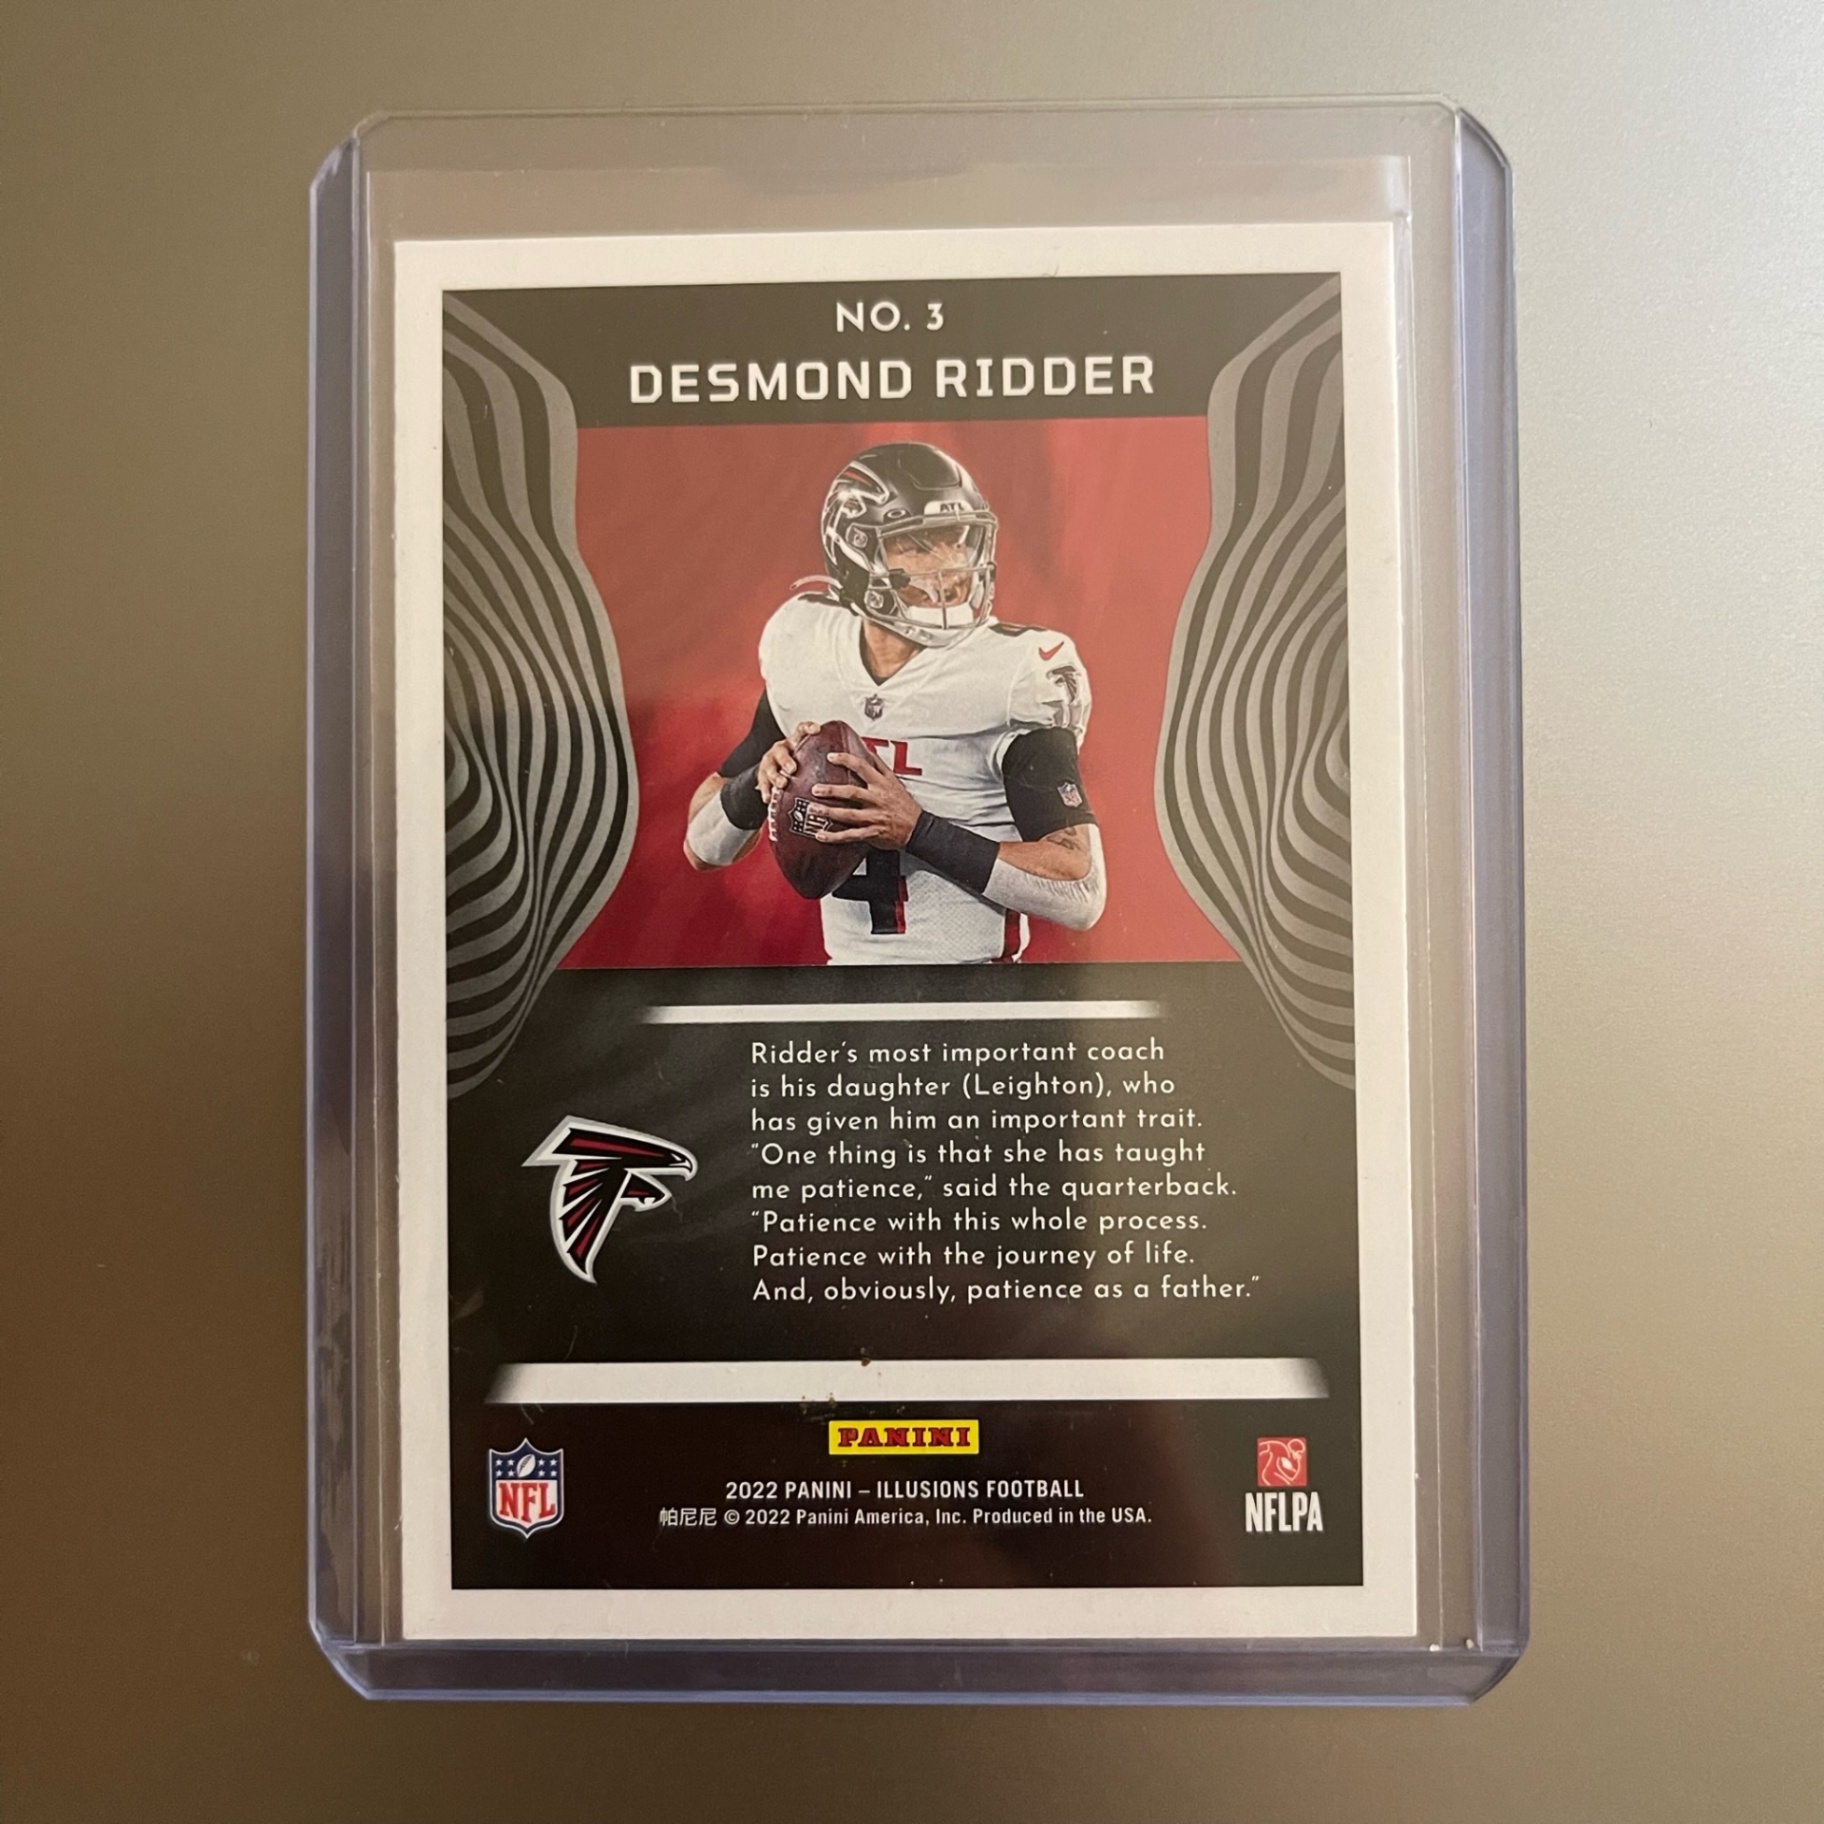 NO. 3
DESMOND RIDDER
ATL
TL
4
Ridder's most important coach
is his daughter (Leighton), who
has given him an important trait.
"One thing is that she has taught
me patience," said the quarterback.
"Patience with this whole process.
Patience with the journey of life.
And, obviously, patience as a father."
PANINI
NFL
2022 PANINI – ILLUSIONS FOOTBALL
帕尼尼 © 2022 Panini America, Inc. Produced in the USA.
NFLPA